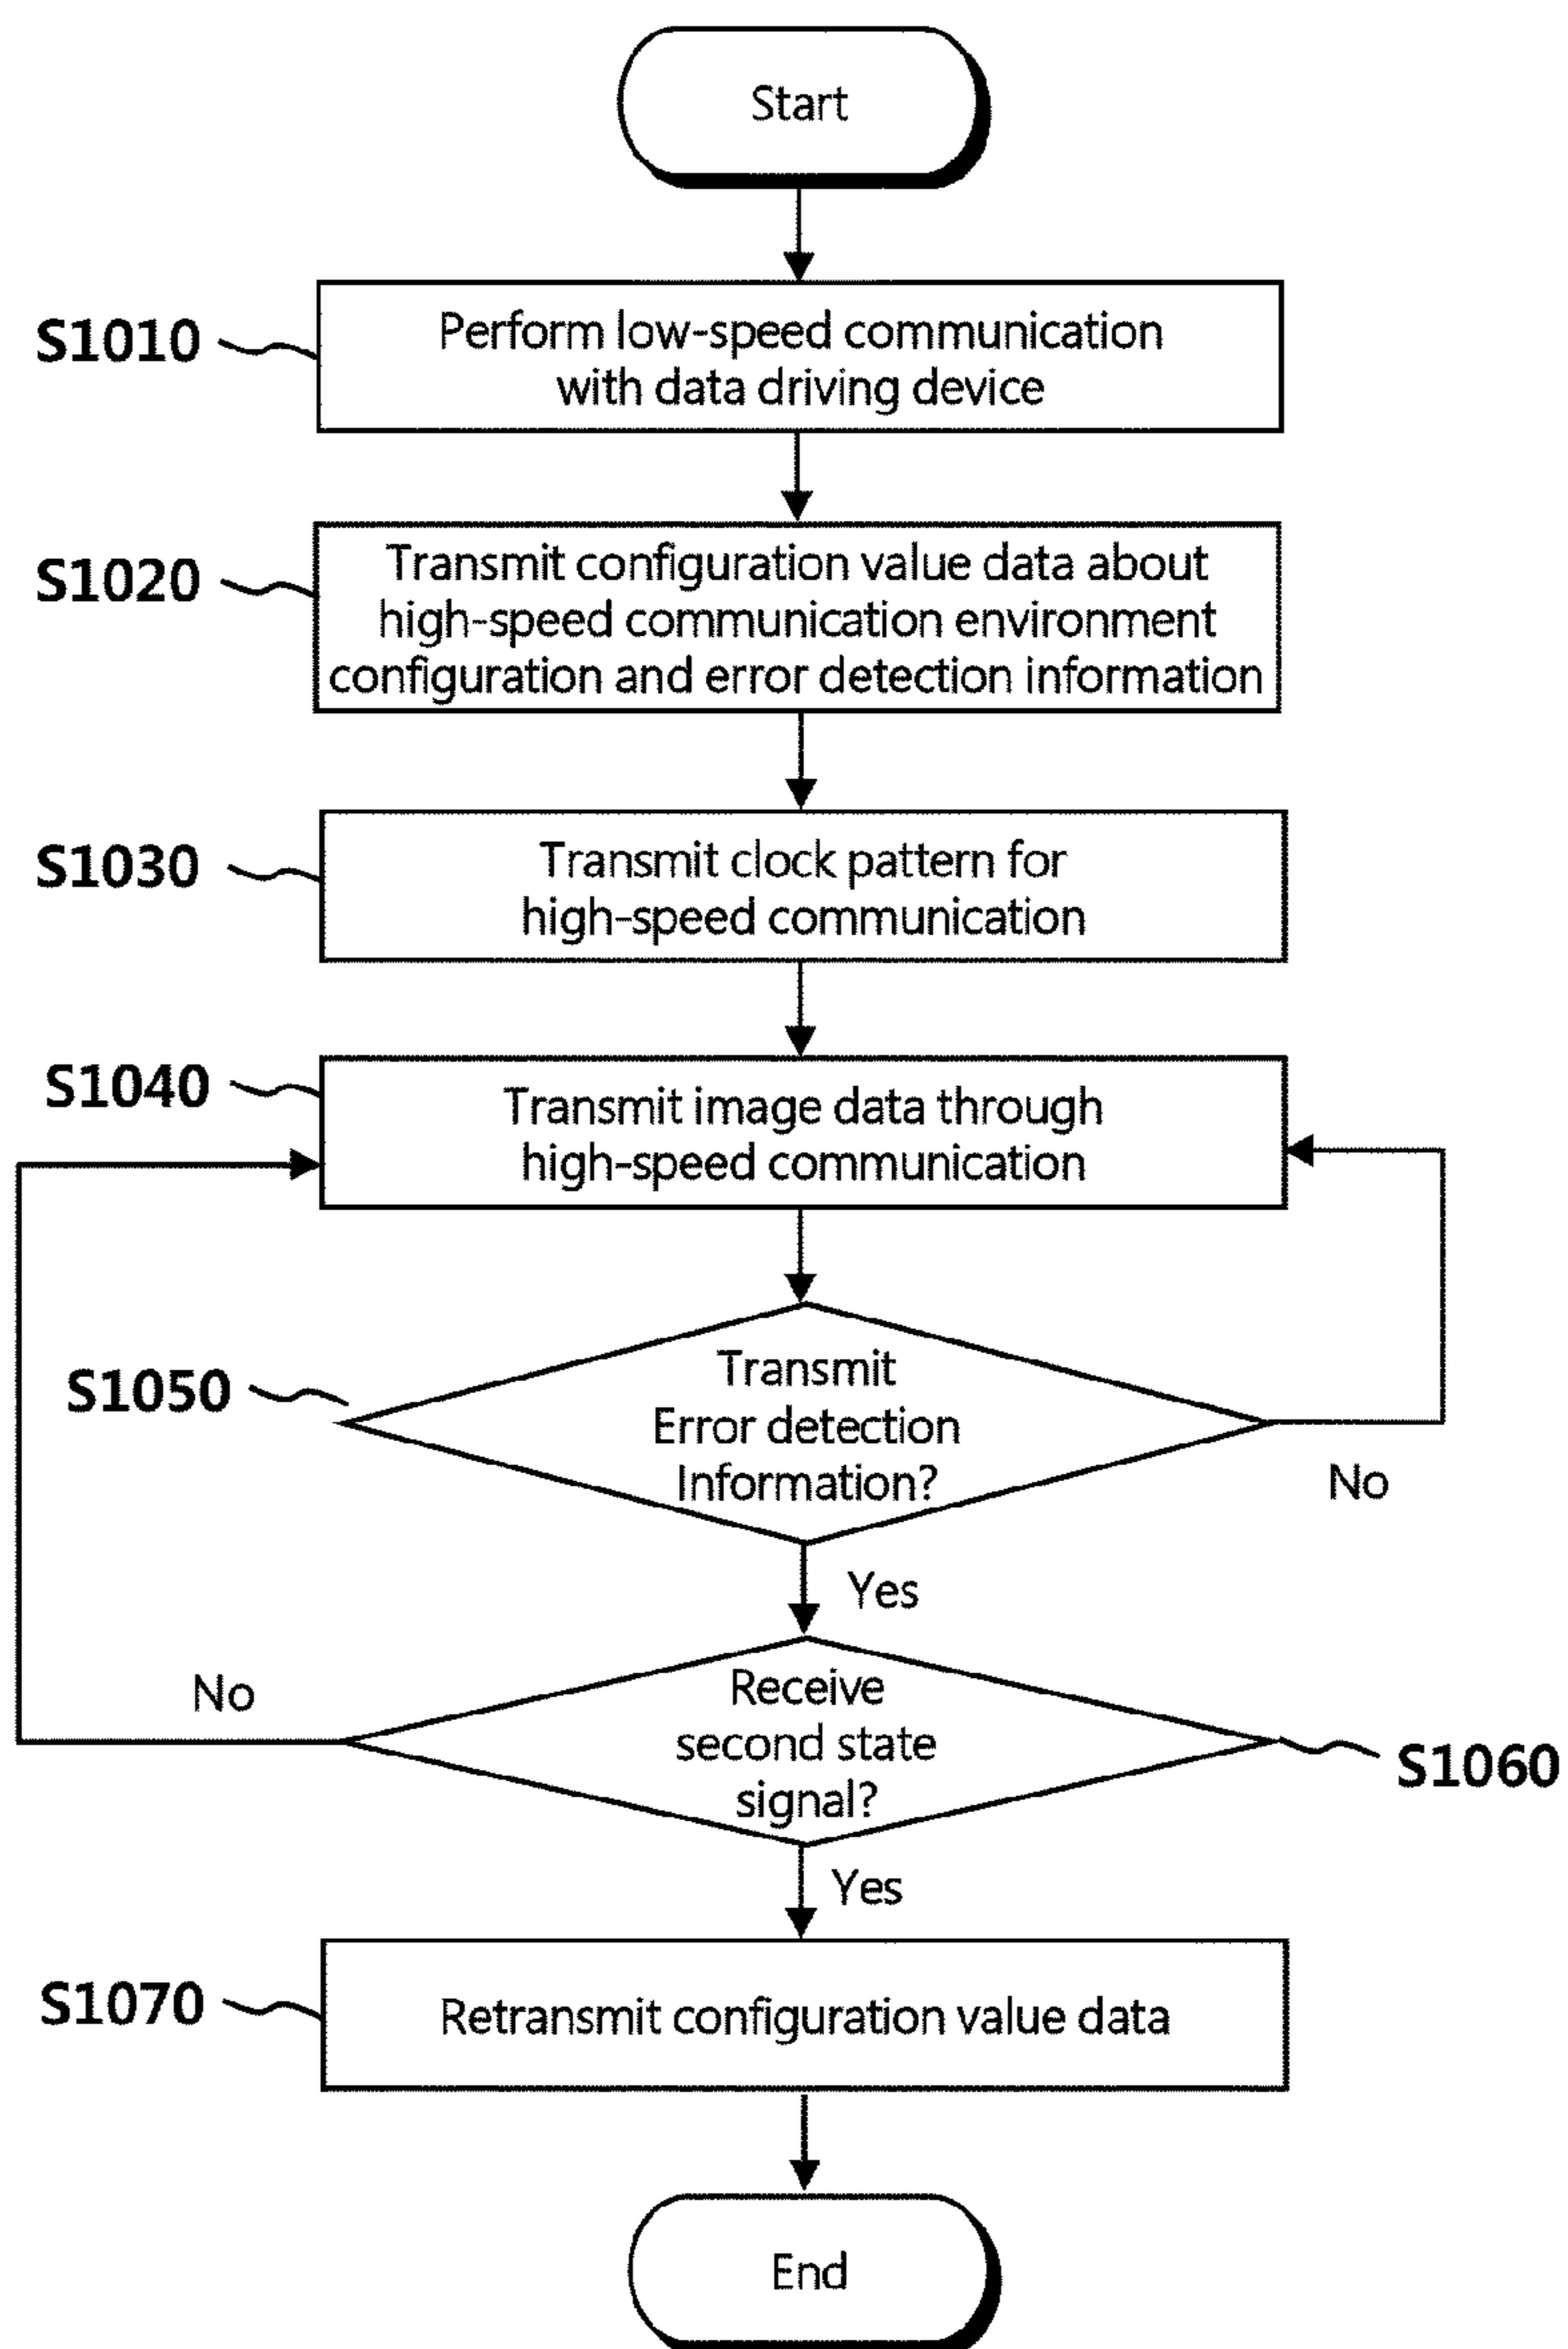 Start
S1010
Perform low-speed communication
with data driving device
S1020
Transmit configuration value data about
high-speed communication environment
configuration and error detection information
S1030
Transmit clock pattern for
high-speed communication
S1040
Transmit image data through
high-speed communication
S1050
Transmit
Error detection
Information?
No
Yes
No
Receive
second state
signal?
S1060
Yes
S1070
Retransmit configuration value data
End